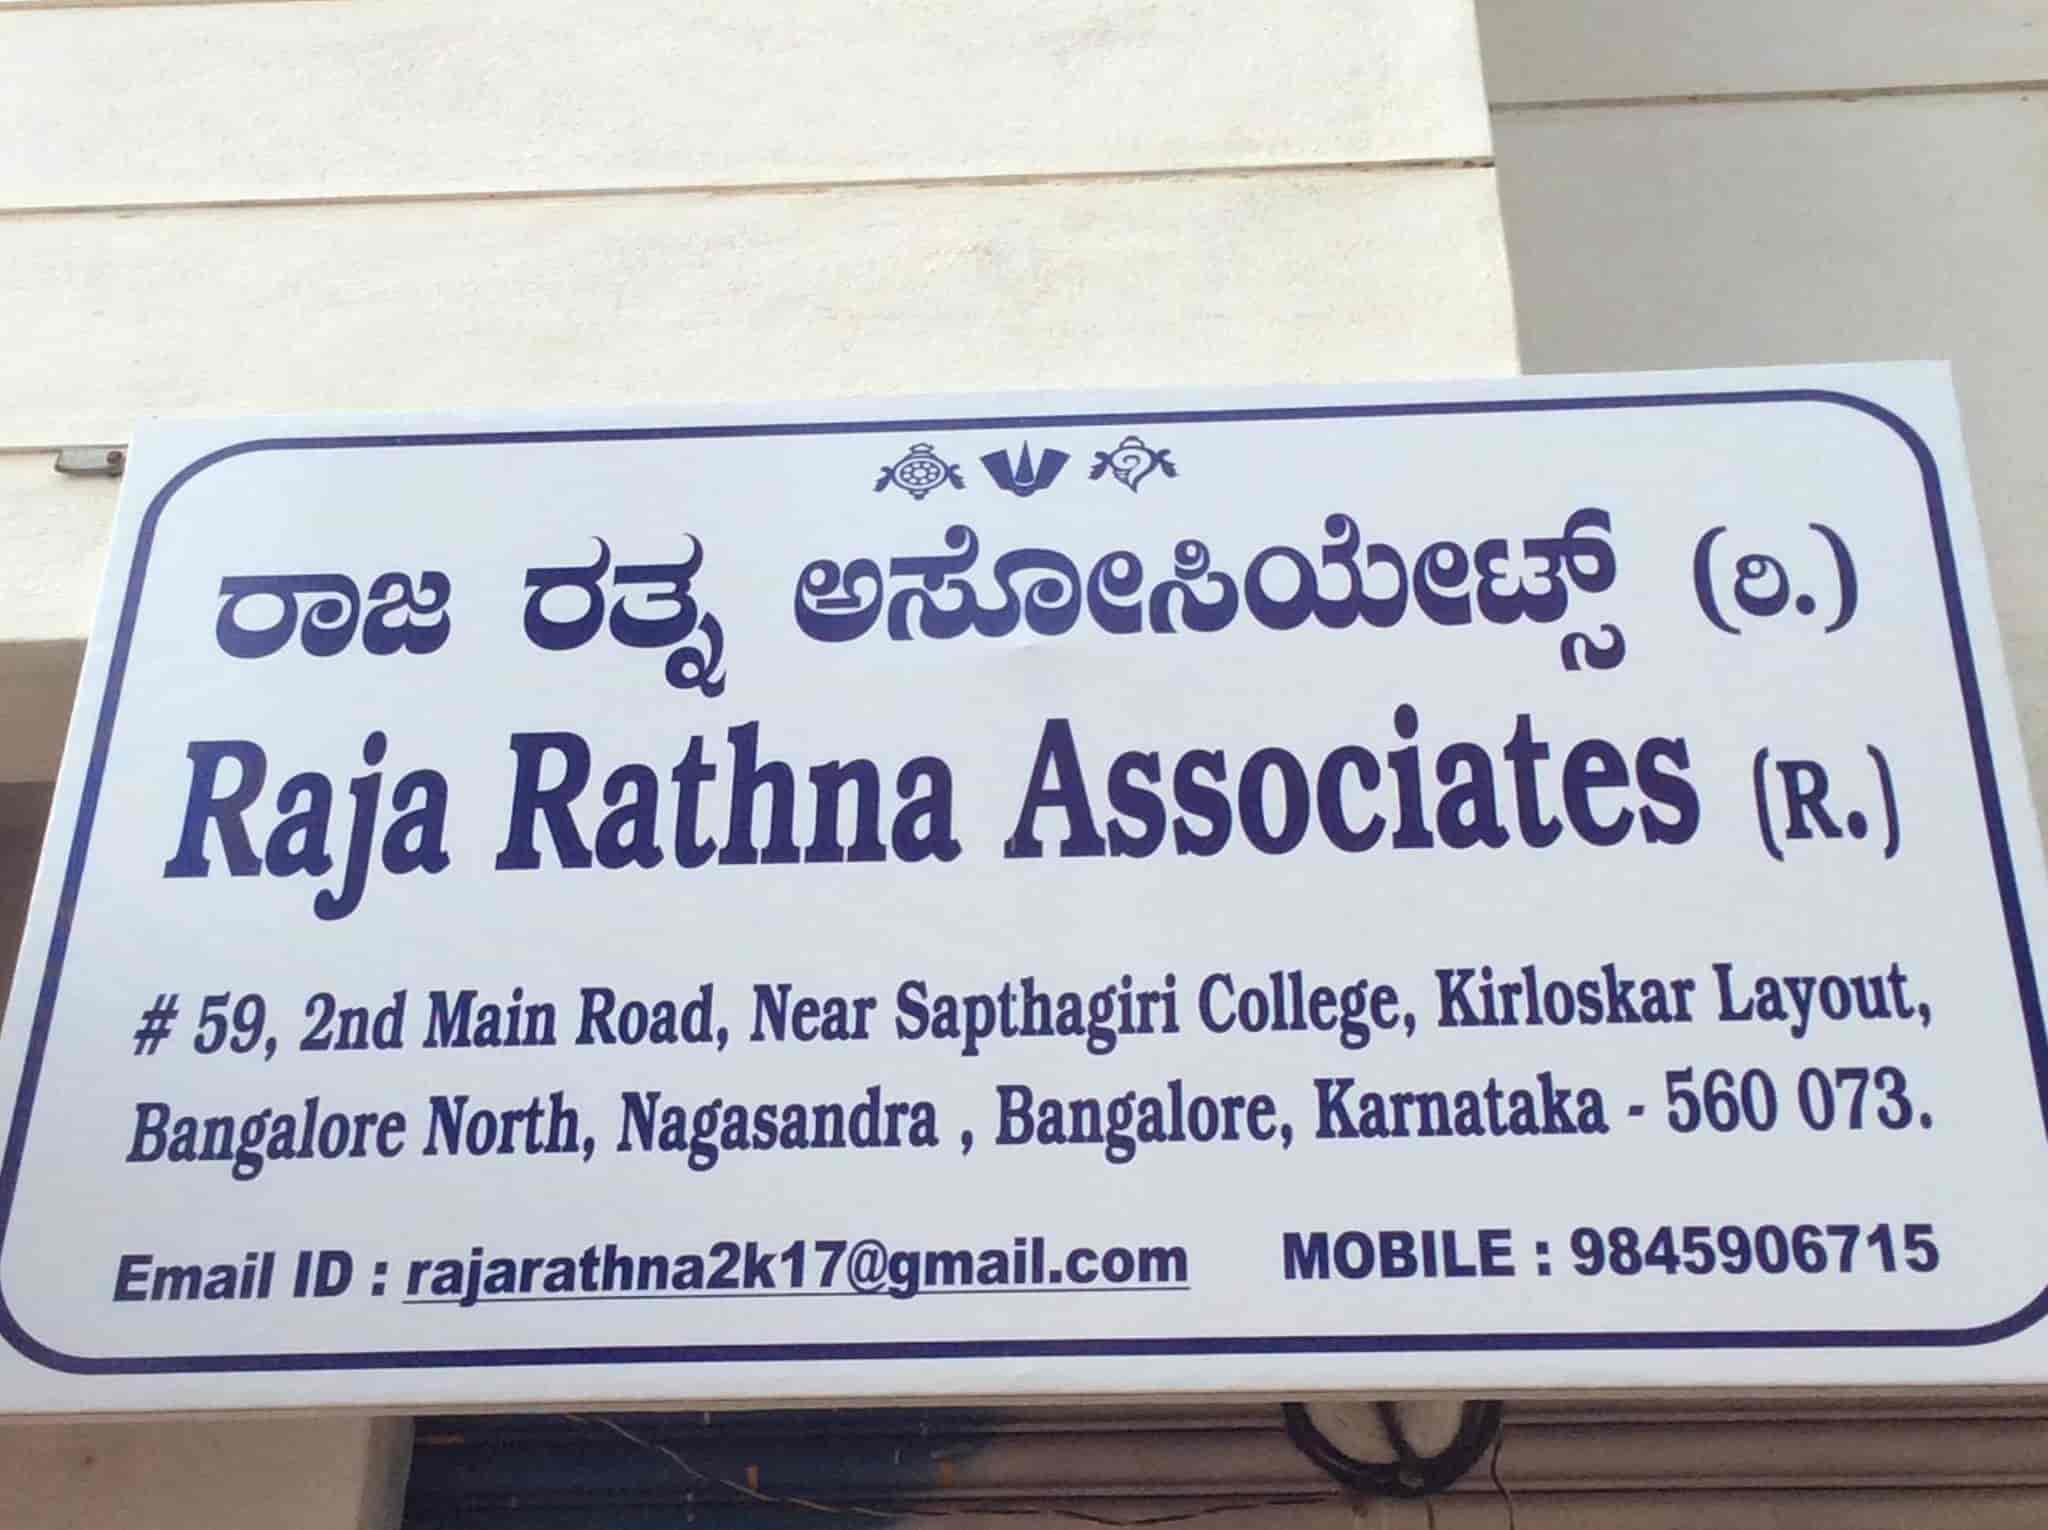 ರಾಜ ರತ್ನ ಅಸೋಸಿಯೇಟ್ಸ್ (ರಿ.)
Raja Rathna Associates (R.)
# 59, 2nd Main Road, Near Sapthagiri College, Kirloskar Layout,
Bangalore North, Nagasandra , Bangalore, Karnataka - 560 073.
Email ID : rajarathna2k17@gmail.com MOBILE : 9845906715